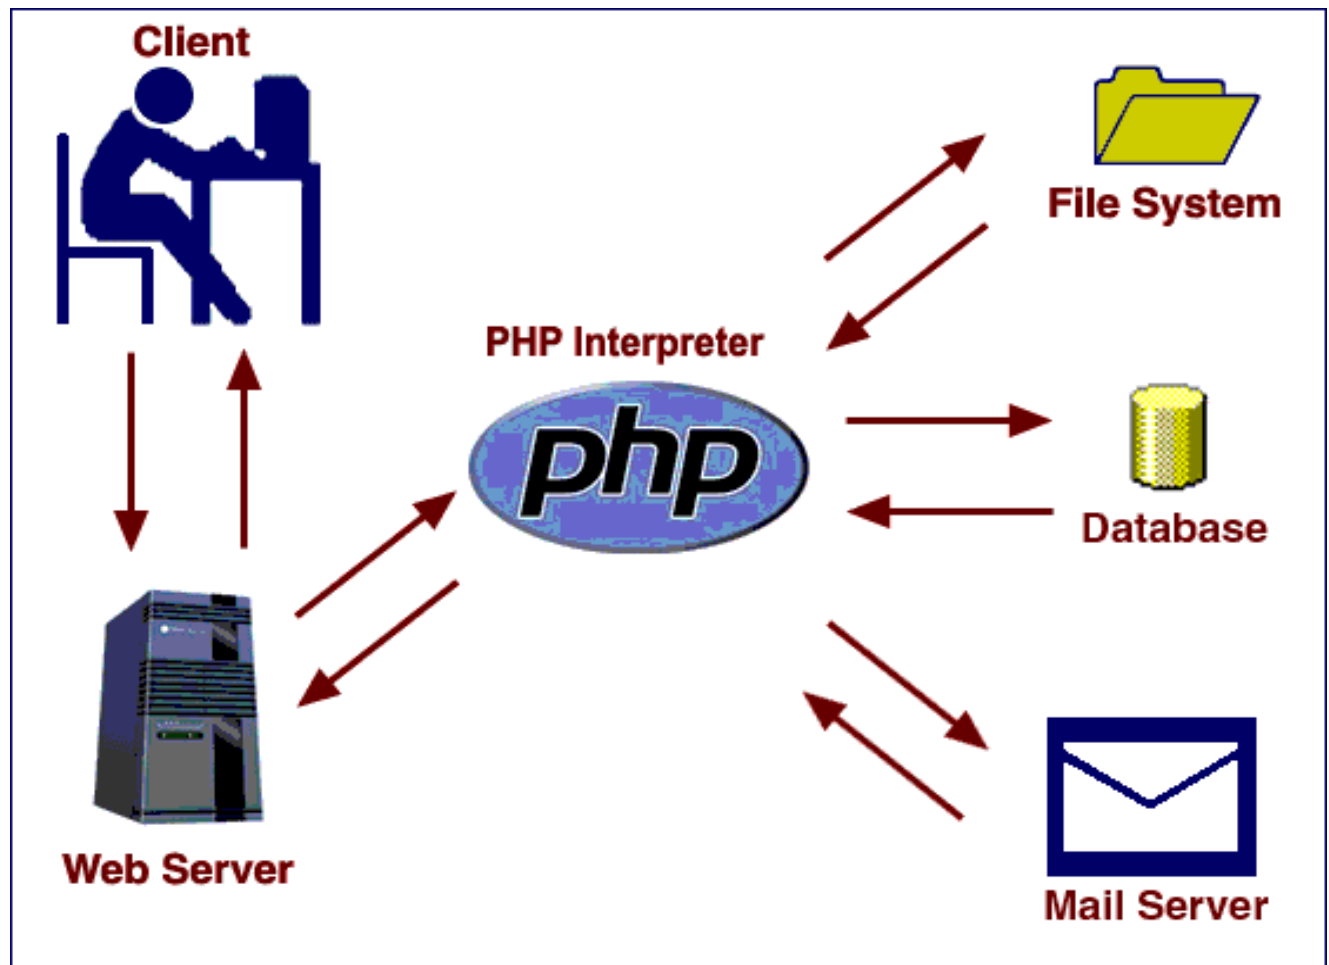 Client
File System
PHP Interpreter
php
Database
Web Server
Mail Server